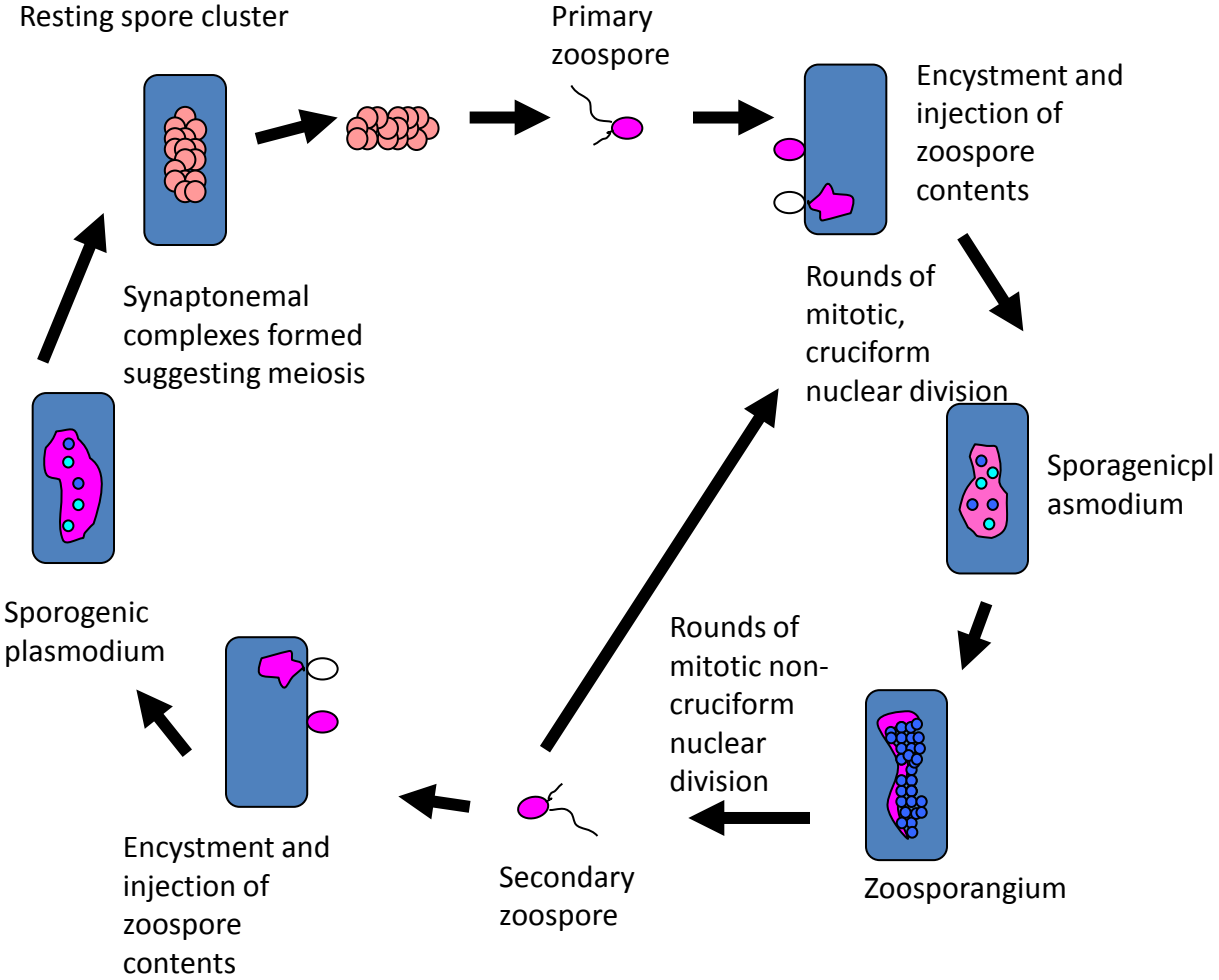 Resting spore cluster
Primary
zoospore
Encystment and
injection of
zoospore
contents
Synaptonemal
complexes formed
suggesting meiosis
Rounds of
mitotic,
cruciform
nuclear division
Sporagenicpl
asmodium
Sporogenic
plasmodium
Rounds of
mitotic non-
cruciform
nuclear
division
Encystment and
injection of
zoospore
contents
Secondary
zoospore
Zoosporangium